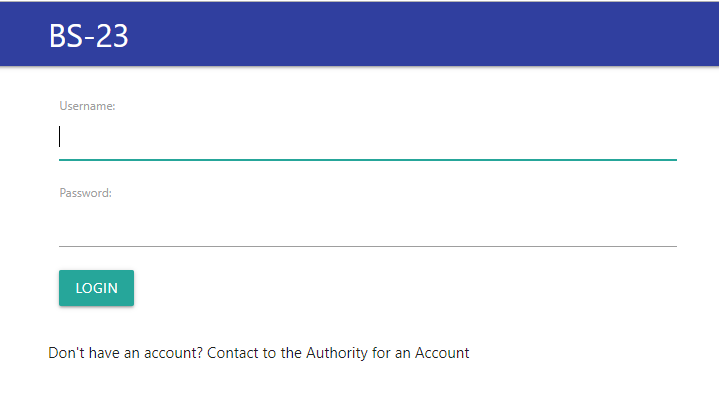 BS-23
Username:
Password:
LOGIN
Don't have an account? Contact to the Authority for an Account